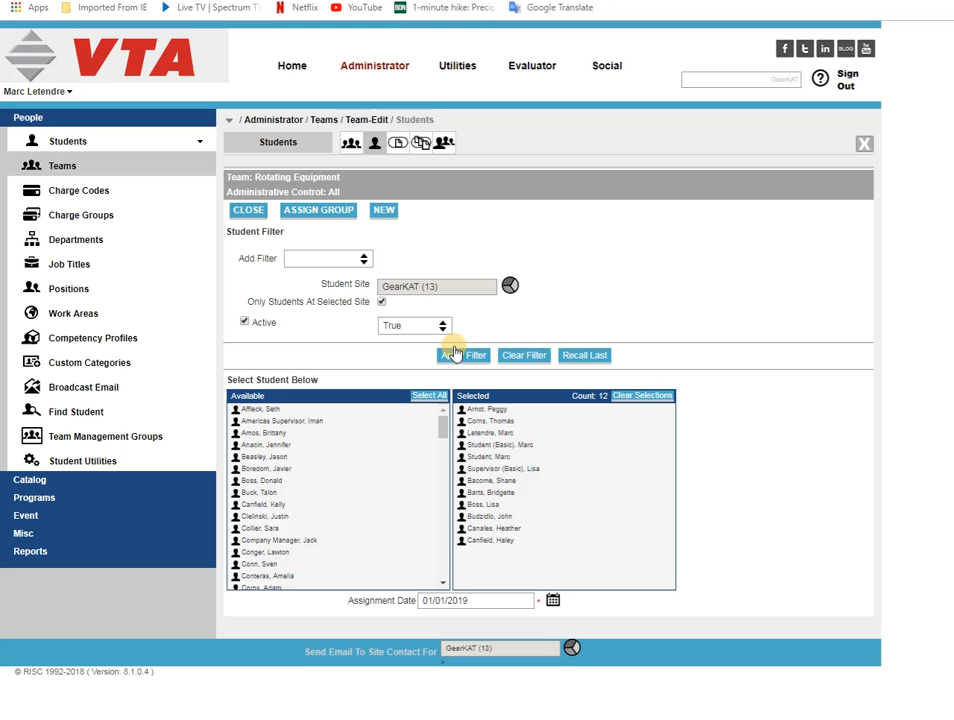 Apps Imported From IE Live TV | Spectrum Netflix YouTube 1-minute hike: Precip Google Translate
VTA
Home Administrator Utilities Evaluator Social
f t in BLOG You
GearKAT ? Sign Out
Marc Letendre
People
Students
Teams
Charge Codes
Charge Groups
Departments
Job Titles
Positions
Work Areas
Competency Profiles
Custom Categories
Broadcast Email
Find Student
Team Management Groups
Student Utilities
Catalog
Programs
Event
Misc
Reports
/ Administrator / Teams / Team-Edit / Students
Students
X
Team: Rotating Equipment
Administrative Control: All
CLOSE ASSIGN GROUP NEW
Student Filter
Add Filter
Student Site GearKAT (13)
Only Students At Selected Site
Active True
Filter Clear Filter Recall Last
Select Student Below
Available Select All
Affleck, Seth
Americas Supervisor, Iman
Amos, Brittany
Anacin, Jennifer
Beasley, Jason
Boredom, Javier
Boss, Donald
Buck, Talon
Canfield, Kelly
Cielinski, Justin
Collier, Sara
Company Manager, Jack
Conger, Lawton
Conn, Sven
Conteras, Amelia
Corns, Adam
Selected Count: 12 Clear Selections
Arnot, Peggy
Corns, Thomas
Letendre, Marc
Student (Basic), Marc
Student, Marc
Supervisor (Basic), Lisa
Bacome, Shane
Barts, Bridgette
Boss, Lisa
Budzidlo, John
Canales, Heather
Canfield, Haley
Assignment Date 01/01/2019 *
Send Email To Site Contact For GearKAT (13)
>
© RISC 1992-2018 ( Version: 8.1.0.4 )